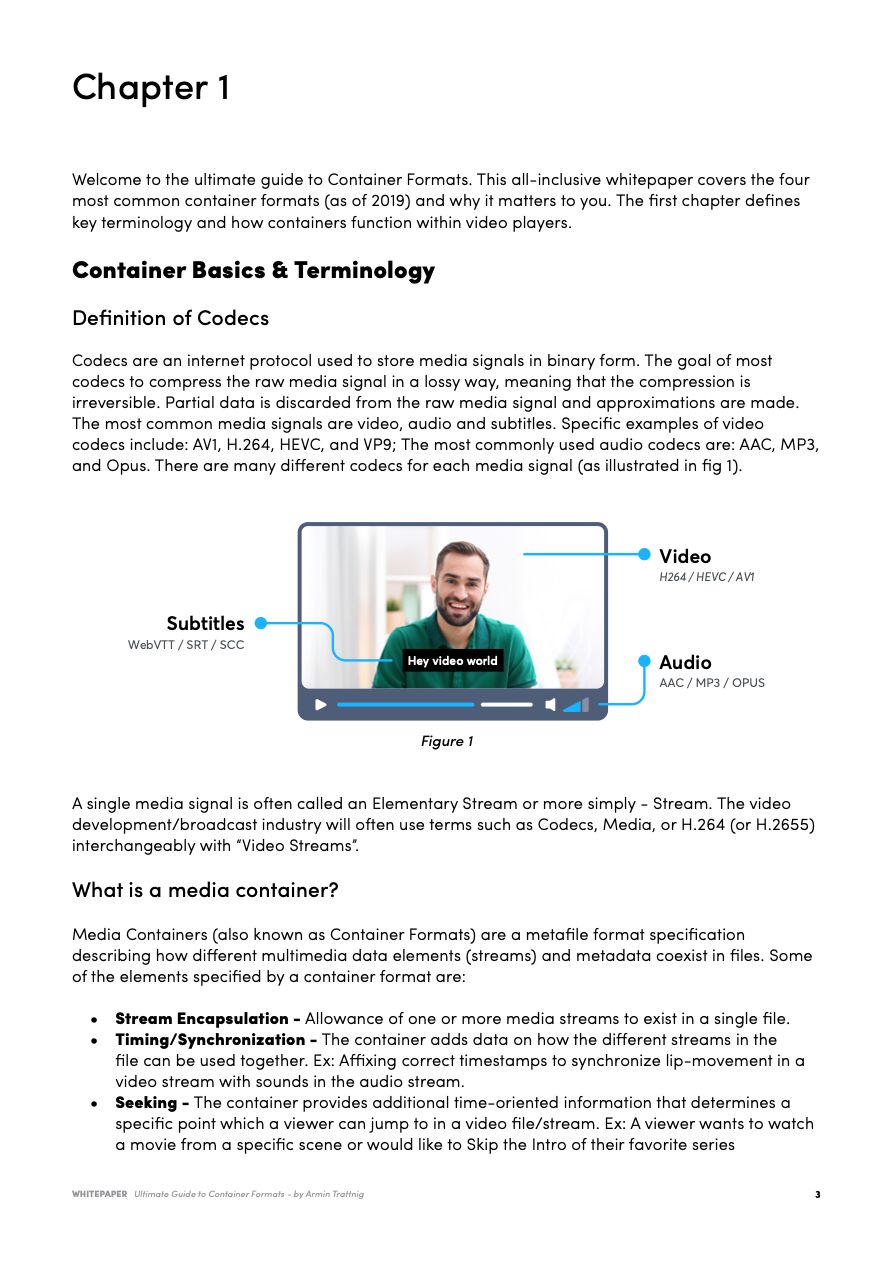 Chapter 1
Welcome to the ultimate guide to Container Formats. This all-inclusive whitepaper covers the four
most common container formats (as of 2019) and why it matters to you. The first chapter defines
key terminology and how containers function within video players.
Container Basics & Terminology
Definition of Codecs
Codecs are an internet protocol used to store media signals in binary form. The goal of most
codecs to compress the raw media signal in a lossy way, meaning that the compression is
irreversible. Partial data is discarded from the raw media signal and approximations are made.
The most common media signals are video, audio and subtitles. Specific examples of video
codecs include: AV1, H.264, HEVC, and VP9; The most commonly used audio codecs are: AAC, MP3,
and Opus. There are many different codecs for each media signal (as illustrated in fig 1).
Video
H264 / HEVC / AV1
Subtitles
WebVTT / SRT / SCC
Hey video world
Audio
AAC / MP3 / OPUS
Figure 1
A single media signal is often called an Elementary Stream or more simply - Stream. The video
development/broadcast industry will often use terms such as Codecs, Media, or H.264 (or H.2655)
interchangeably with “Video Streams”.
What is a media container?
Media Containers (also known as Container Formats) are a metafile format specification
describing how different multimedia data elements (streams) and metadata coexist in files. Some
of the elements specified by a container format are:
• Stream Encapsulation - Allowance of one or more media streams to exist in a single file.
• Timing/Synchronization - The container adds data on how the different streams in the
file can be used together. Ex: Affixing correct timestamps to synchronize lip-movement in a
video stream with sounds in the audio stream.
• Seeking - The container provides additional time-oriented information that determines a
specific point which a viewer can jump to in a video file/stream. Ex: A viewer wants to watch
a movie from a specific scene or would like to Skip the Intro of their favorite series
WHITEPAPER Ultimate Guide to Container Formats - by Armin Trattnig 3